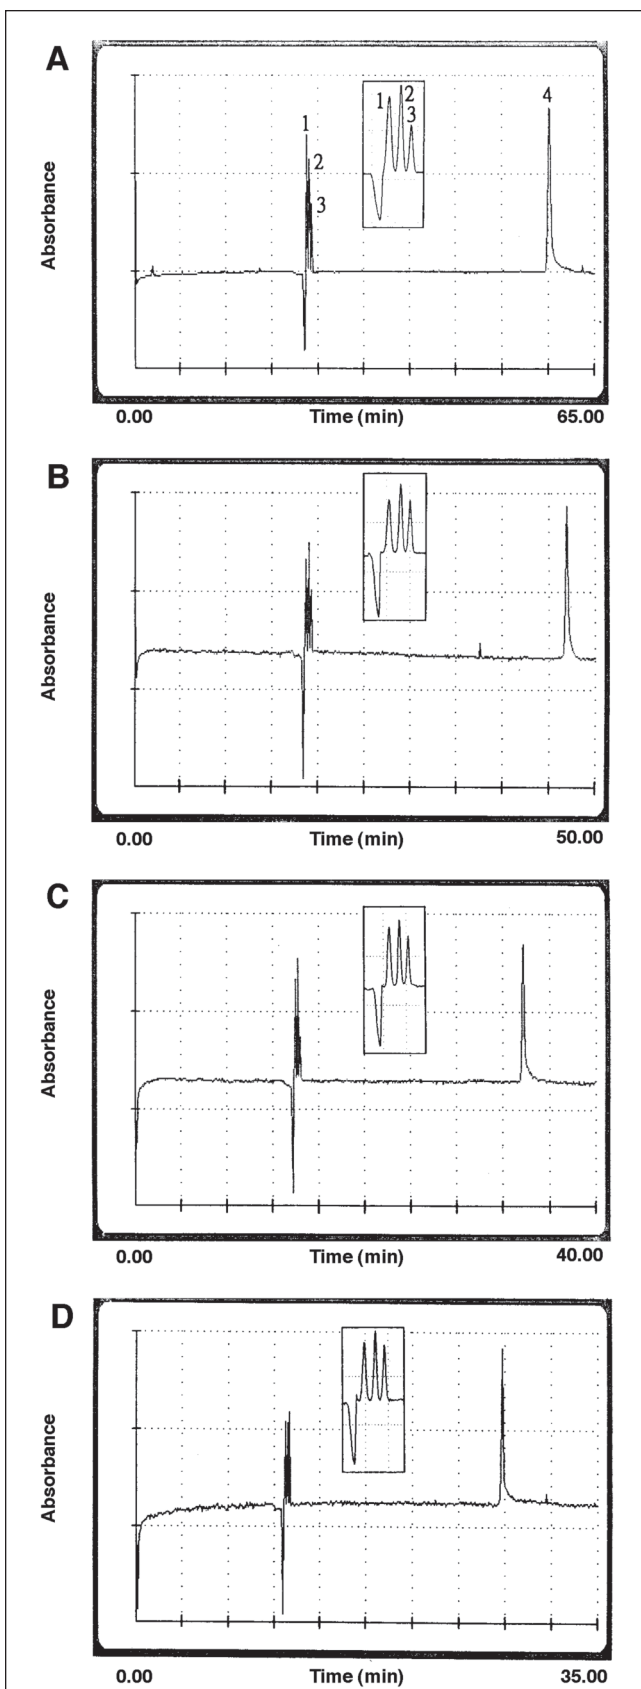 A
Absorbance
1
2
3
1
2
3
4
0.00 Time (min) 65.00
B
Absorbance
0.00 Time (min) 50.00
C
Absorbance
0.00 Time (min) 40.00
D
Absorbance
0.00 Time (min) 35.00